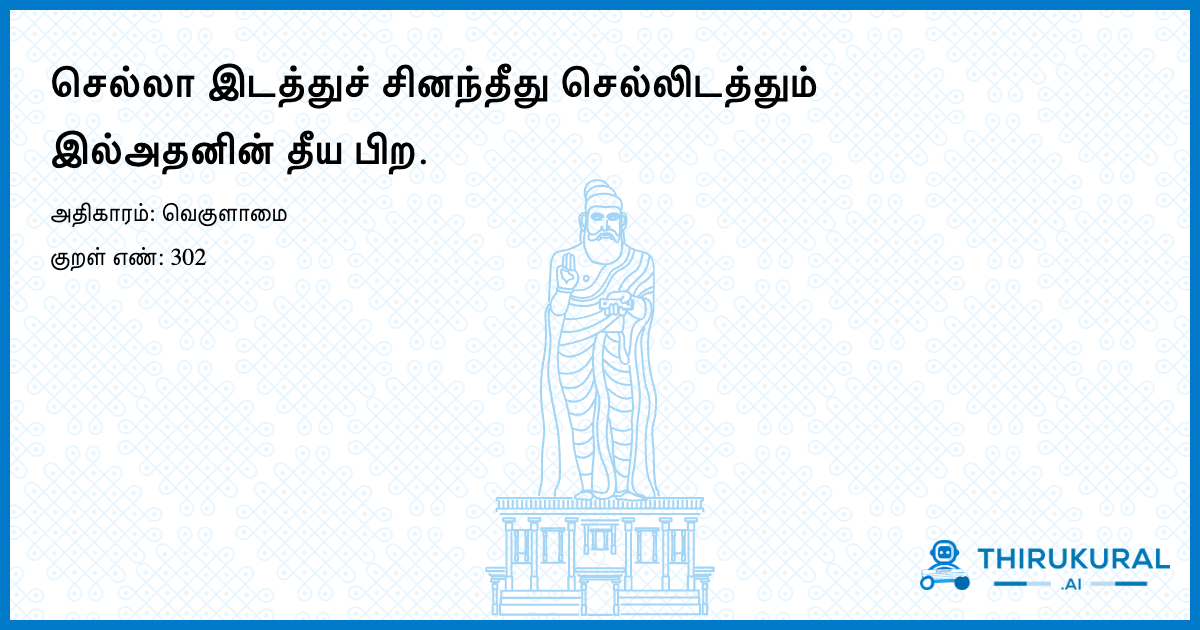 செல்லா இடத்துச் சினந்தீது செல்லிடத்தும்
இல்அதனின் தீய பிற.
அதிகாரம்: வெகுளாமை
குறள் எண்: 302
THIRUKURAL
.AI